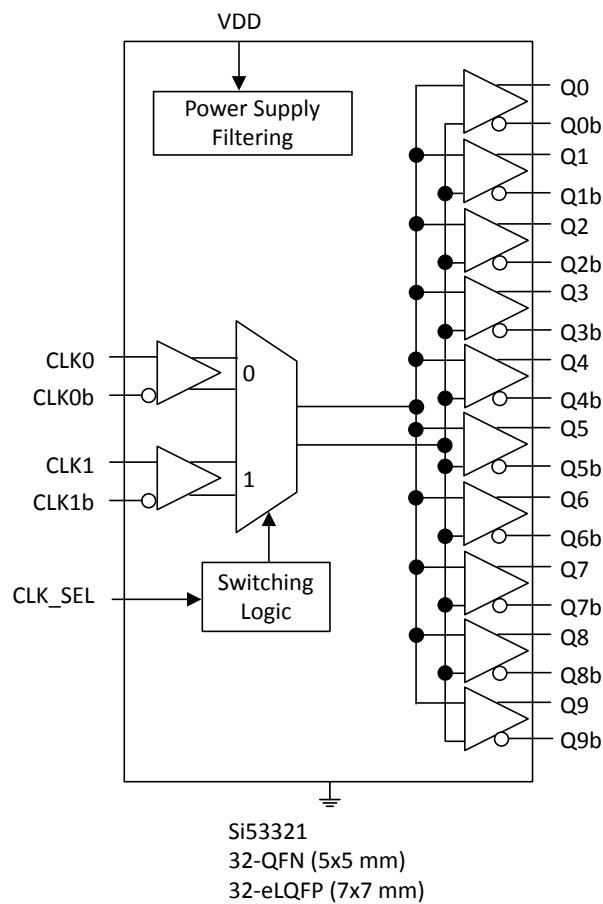 VDD
Power Supply
Filtering
CLK0
CLK0b
CLK1
CLK1b
0
1
CLK_SEL
Switching
Logic
Q0
Q0b
Q1
Q1b
Q2
Q2b
Q3
Q3b
Q4
Q4b
Q5
Q5b
Q6
Q6b
Q7
Q7b
Q8
Q8b
Q9
Q9b
Si53321
32-QFN (5x5 mm)
32-eLQFP (7x7 mm)